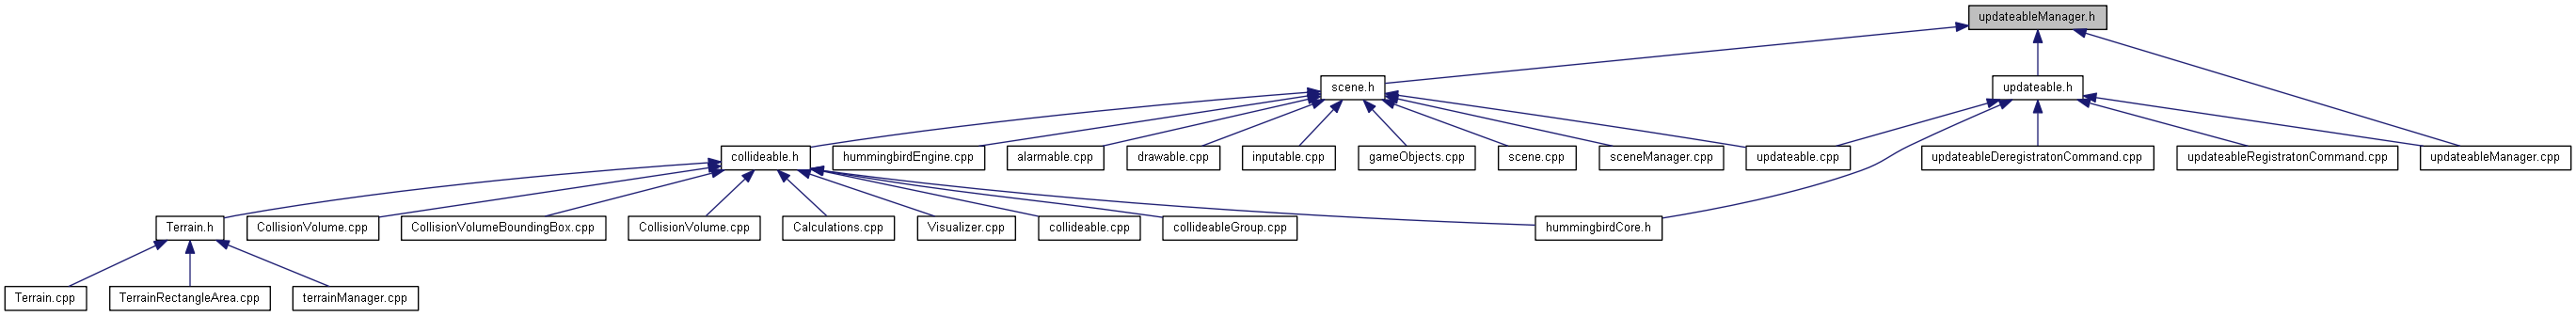 updateableManager.h
scene.h
updateable.h
collideable.h
hummingbirdEngine.cpp
alarmable.cpp
drawable.cpp
inputable.cpp
gameObjects.cpp
scene.cpp
sceneManager.cpp
updateable.cpp
updateableDeregistratonCommand.cpp
updateableRegistratonCommand.cpp
updateableManager.cpp
Terrain.h
CollisionVolume.cpp
CollisionVolumeBoundingBox.cpp
CollisionVolume.cpp
Calculations.cpp
Visualizer.cpp
collideable.cpp
collideableGroup.cpp
hummingbirdCore.h
Terrain.cpp
TerrainRectangleArea.cpp
terrainManager.cpp